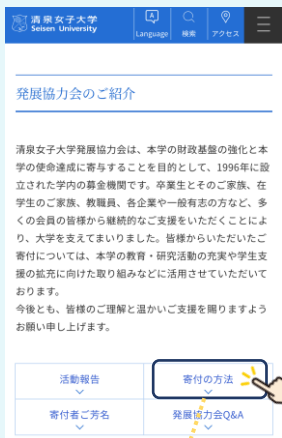 清泉女子大学
Seisen University
A
Language
検索
アクセス
発展協力会のご紹介
清泉女子大学発展協力会は、本学の財政基盤の強化と本
学の使命達成に寄与することを目的として、1996年に設
立された学内の募金機関です。卒業生とそのご家族、在
学生のご家族、教職員、各企業や一般有志の方など、多
くの会員の皆様から継続的なご支援をいただくことによ
り、大学を支えてまいりました。皆様からいただいたご
寄付については、本学の教育・研究活動の充実や学生支
援の拡充に向けた取り組みなどに活用させていただいて
おります。
今後とも、皆様のご理解と温かいご支援を賜りますよう
お願い申し上げます。
活動報告
寄付の方法
寄付者ご芳名
発展協力会Q&A